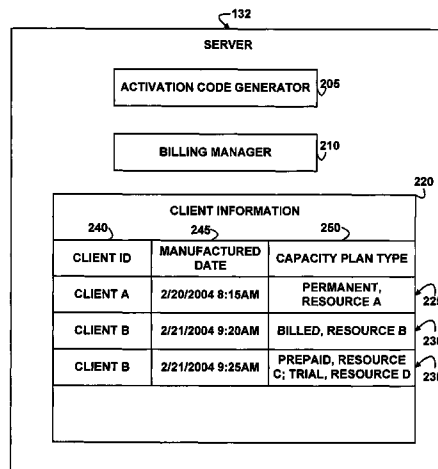 132
SERVER
ACTIVATION CODE GENERATOR
205
BILLING MANAGER
210
220
CLIENT INFORMATION
240
245
250
CLIENT ID
MANUFACTURED DATE
CAPACITY PLAN TYPE
CLIENT A
2/20/2004 8:15AM
PERMANENT,
RESOURCE A
CLIENT B
2/21/2004 9:20AM
BILLED, RESOURCE B
CLIENT B
2/21/2004 9:25AM
PREPAID, RESOURCE
C; TRIAL, RESOURCE D